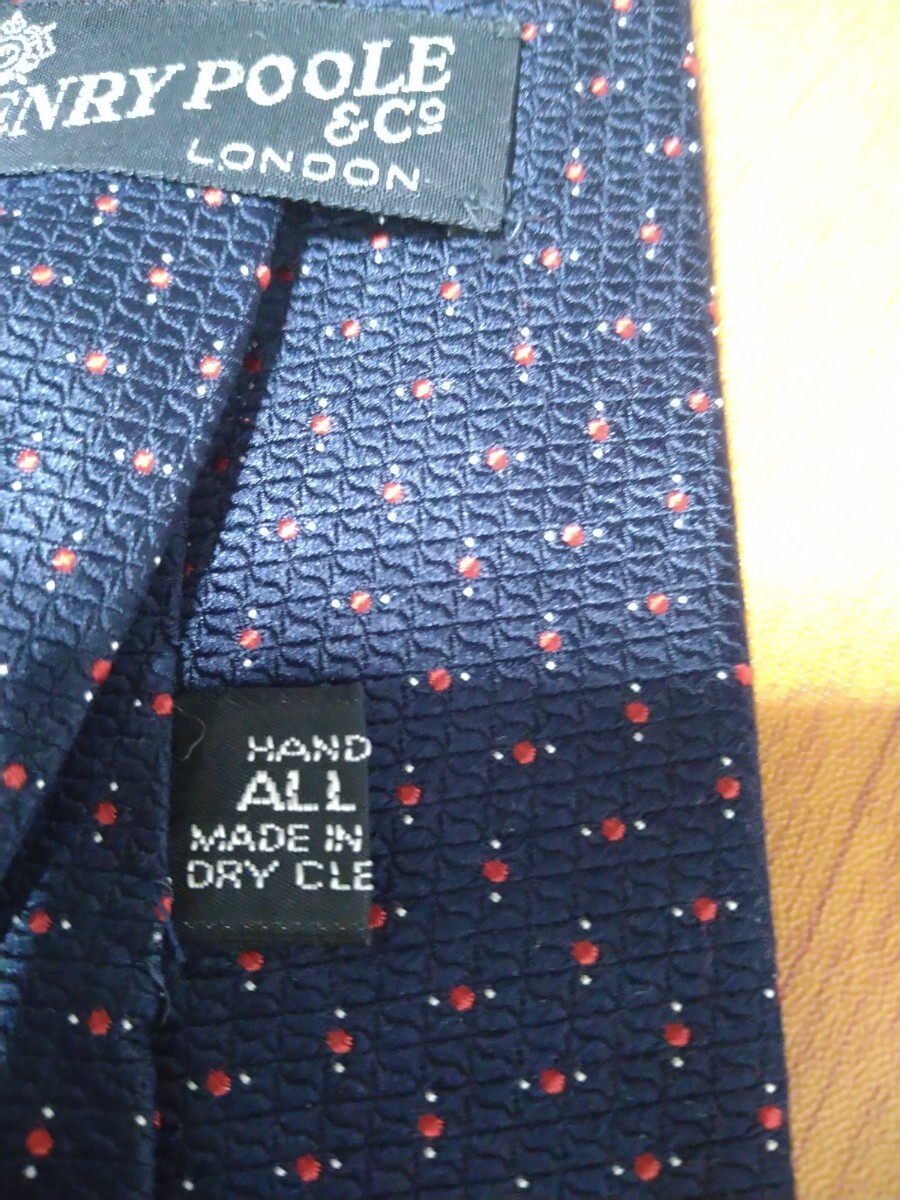 ENRY POOLE
& Cº
LONDON
HAND
ALL
MADE IN
DRY CLE